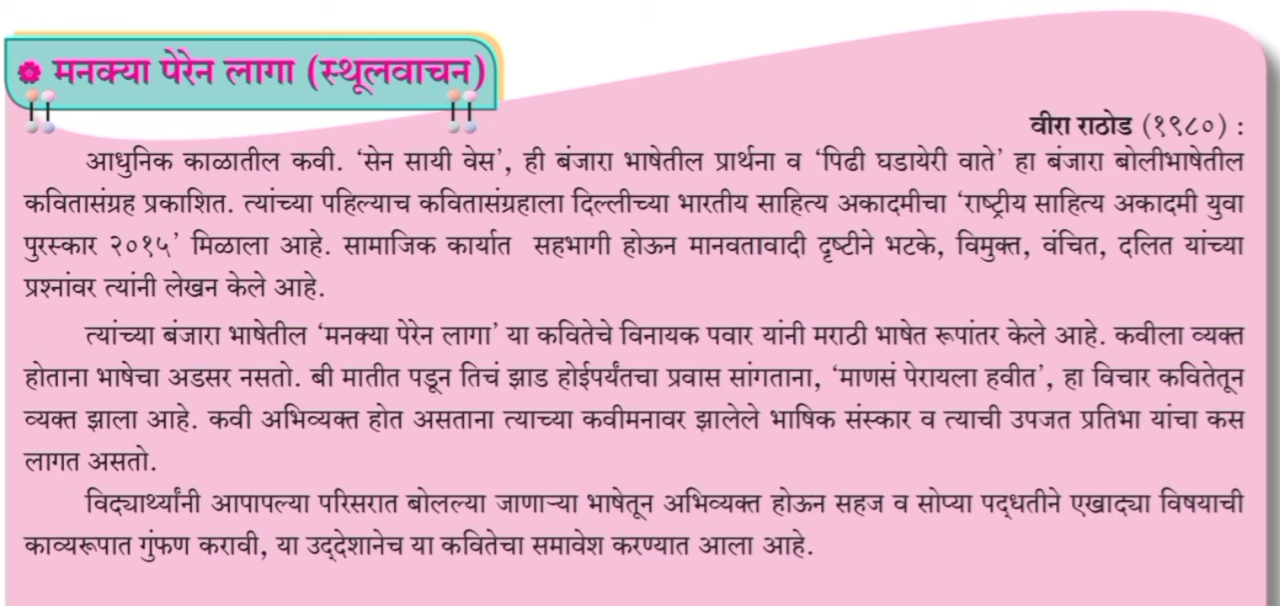 ❁ मनक्या पेरेन लागा (स्थूलवाचन)
वीरा राठोड (१९८०) :
आधुनिक काळातील कवी. ‘सेन सायी वेस’, ही बंजारा भाषेतील प्रार्थना व ‘पिढी घडायेरी वाते’ हा बंजारा बोलीभाषेतील
कवितासंग्रह प्रकाशित. त्यांच्या पहिल्याच कवितासंग्रहाला दिल्लीच्या भारतीय साहित्य अकादमीचा ‘राष्ट्रीय साहित्य अकादमी युवा
पुरस्कार २०१५’ मिळाला आहे. सामाजिक कार्यात सहभागी होऊन मानवतावादी दृष्टीने भटके, विमुक्त, वंचित, दलित यांच्या
प्रश्नांवर त्यांनी लेखन केले आहे.
त्यांच्या बंजारा भाषेतील ‘मनक्या पेरेन लागा’ या कवितेचे विनायक पवार यांनी मराठी भाषेत रूपांतर केले आहे. कवीला व्यक्त
होताना भाषेचा अडसर नसतो. बी मातीत पडून तिचं झाड होईपर्यंतचा प्रवास सांगताना, ‘माणसं पेरायला हवीत’, हा विचार कवितेतून
व्यक्त झाला आहे. कवी अभिव्यक्त होत असताना त्याच्या कवीमनावर झालेले भाषिक संस्कार व त्याची उपजत प्रतिभा यांचा कस
लागत असतो.
विद्यार्थ्यांनी आपापल्या परिसरात बोलल्या जाणाऱ्या भाषेतून अभिव्यक्त होऊन सहज व सोप्या पद्धतीने एखाद्या विषयाची
काव्यरूपात गुंफण करावी, या उद्देशानेच या कवितेचा समावेश करण्यात आला आहे.